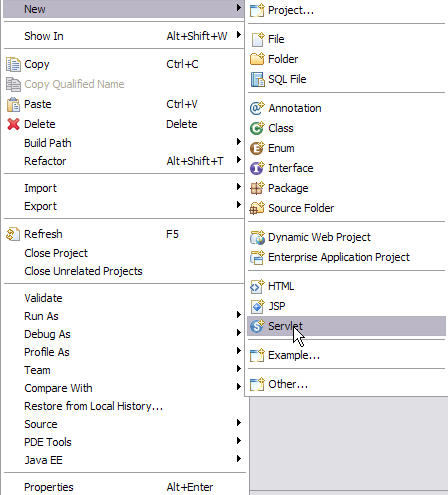 New
Show In Alt+Shift+W
Copy Ctrl+C
Copy Qualified Name
Paste Ctrl+V
Delete Delete
Build Path
Refactor Alt+Shift+T
Import
Export
Refresh F5
Close Project
Close Unrelated Projects
Validate
Run As
Debug As
Profile As
Team
Compare With
Restore from Local History...
Source
PDE Tools
Java EE
Properties Alt+Enter
Project...
File
Folder
SQL File
Annotation
Class
Enum
Interface
Package
Source Folder
Dynamic Web Project
Enterprise Application Project
HTML
JSP
Servlet
Example...
Other...